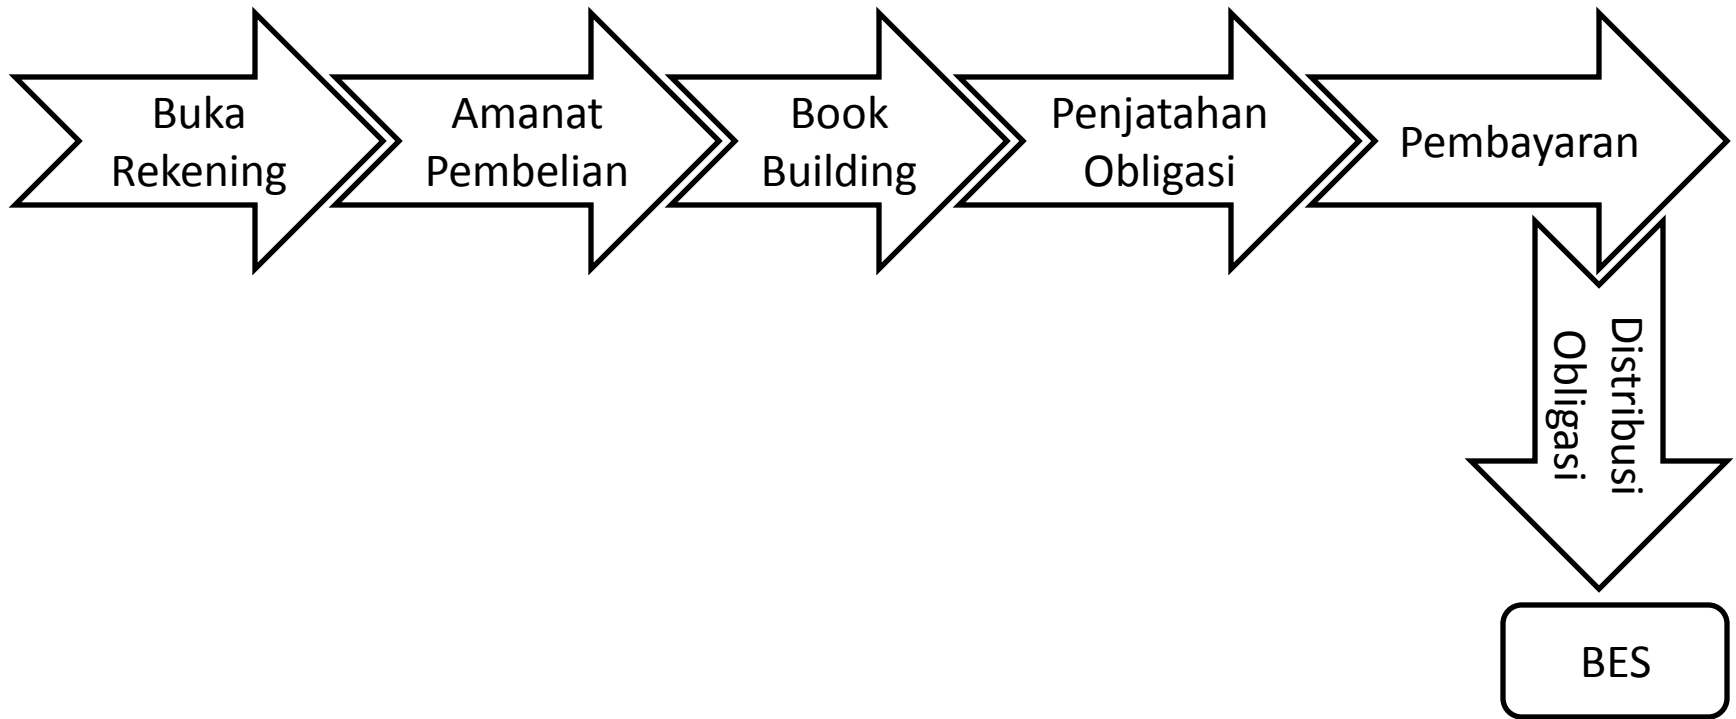 Buka
Rekening
Amanat
Pembelian
Book
Building
Penjatahan
Obligasi
Pembayaran
Distribusi
Obligasi
BES